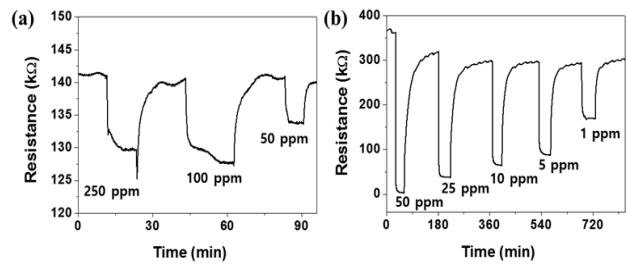 (a)
Resistance (kΩ)
150
145
140
135
130
125
120
250 ppm
100 ppm
50 ppm
0
30
60
90
Time (min)
(b)
Resistance (kΩ)
400
300
200
100
0
50 ppm
25 ppm
10 ppm
5 ppm
1 ppm
0
180
360
540
720
Time (min)